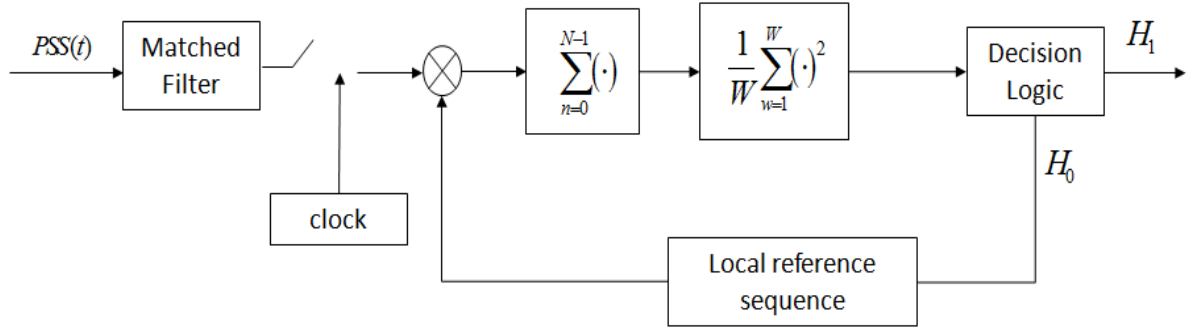 PSS(t)
Matched
Filter
clock
N−1
∑(·)
n=0
1/W
W
∑(·)²
w=1
Decision
Logic
H₁
H₀
Local reference
sequence